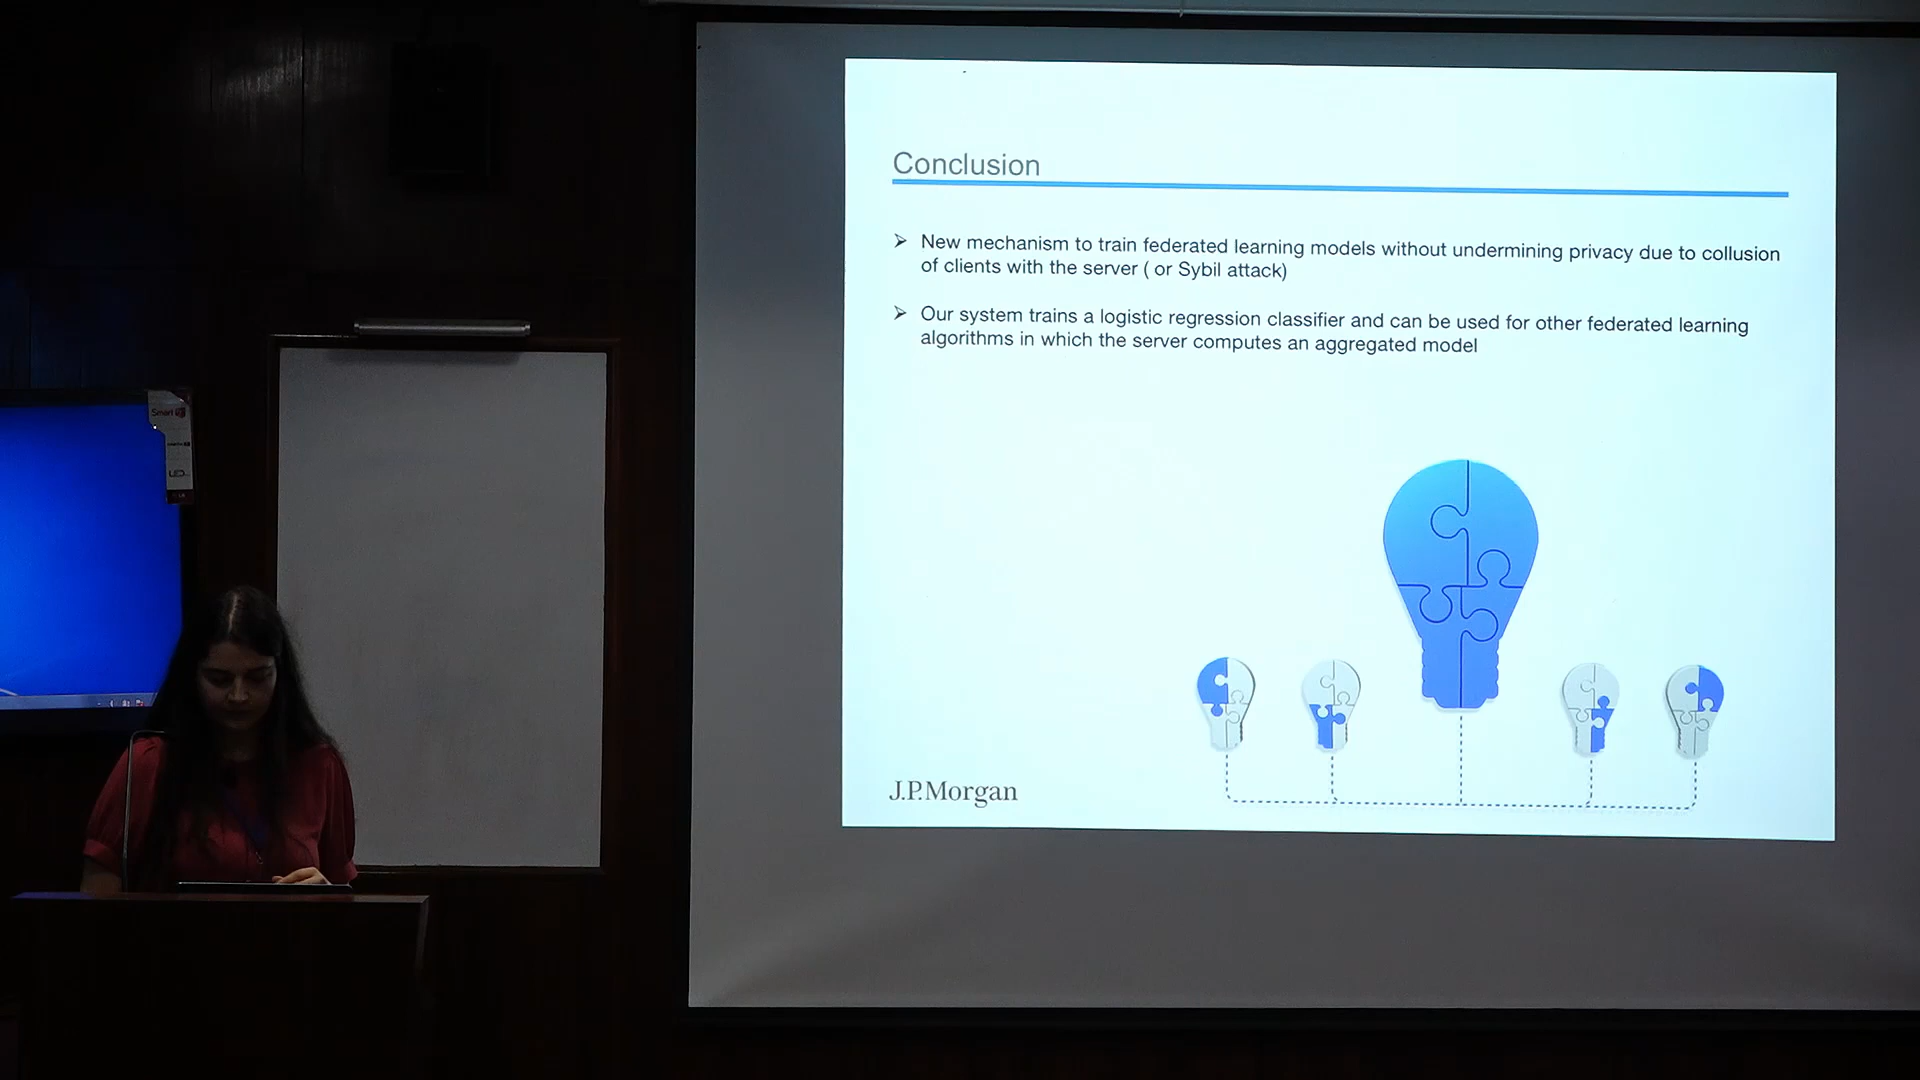 Conclusion
➢ New mechanism to train federated learning models without undermining privacy due to collusion
of clients with the server ( or Sybil attack)
➢ Our system trains a logistic regression classifier and can be used for other federated learning
algorithms in which the server computes an aggregated model
J.P.Morgan
Smart
LED